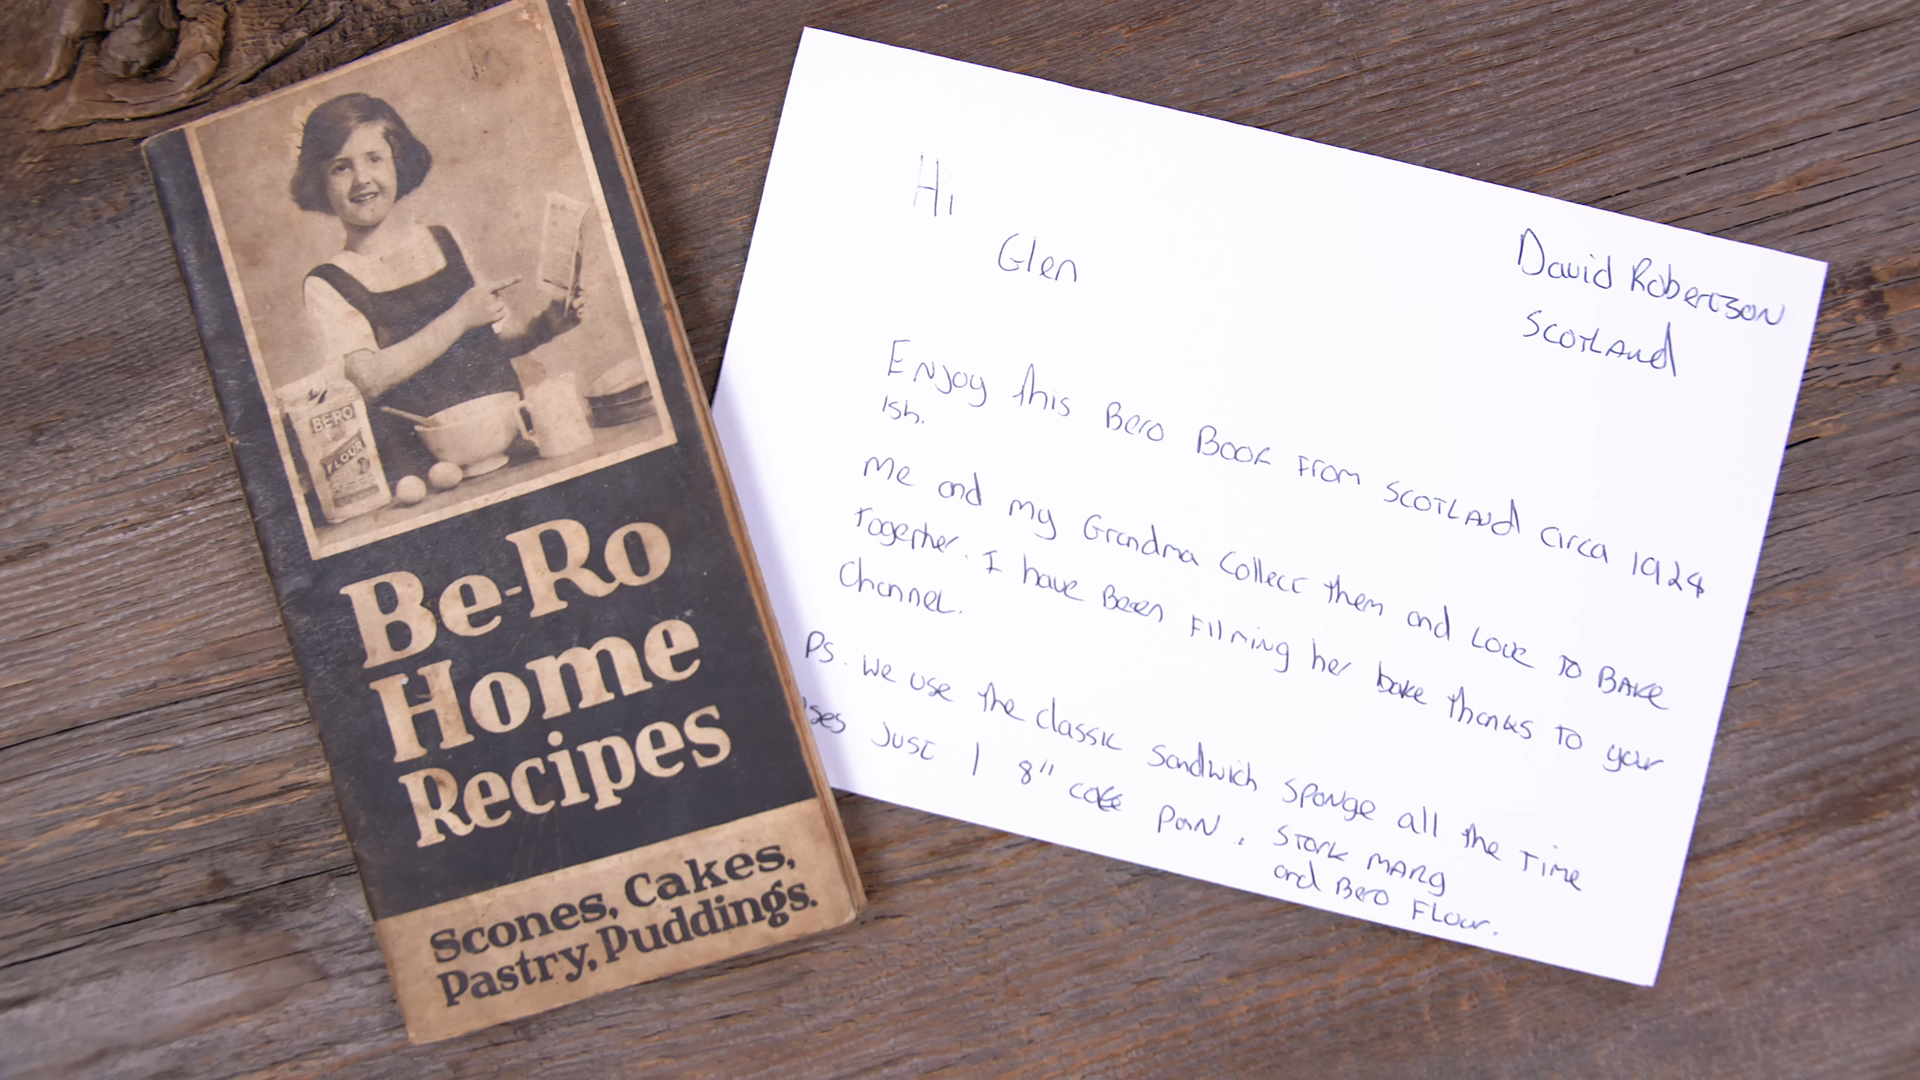 BE-RO
FLOUR
Be-Ro
Home
Recipes
Scones, Cakes,
Pastry, Puddings.
Hi
Glen
David Robertson
Scotland
Enjoy this Bero Book from Scotland circa 1924
ish.
Me and my Grandma collect them and love to bake
together. I have been filming her bake thanks to your
channel.
Ps. we use the classic sandwich sponge all the time
ses just 1 8" cake pan. Stork marg
and Bero Flour.